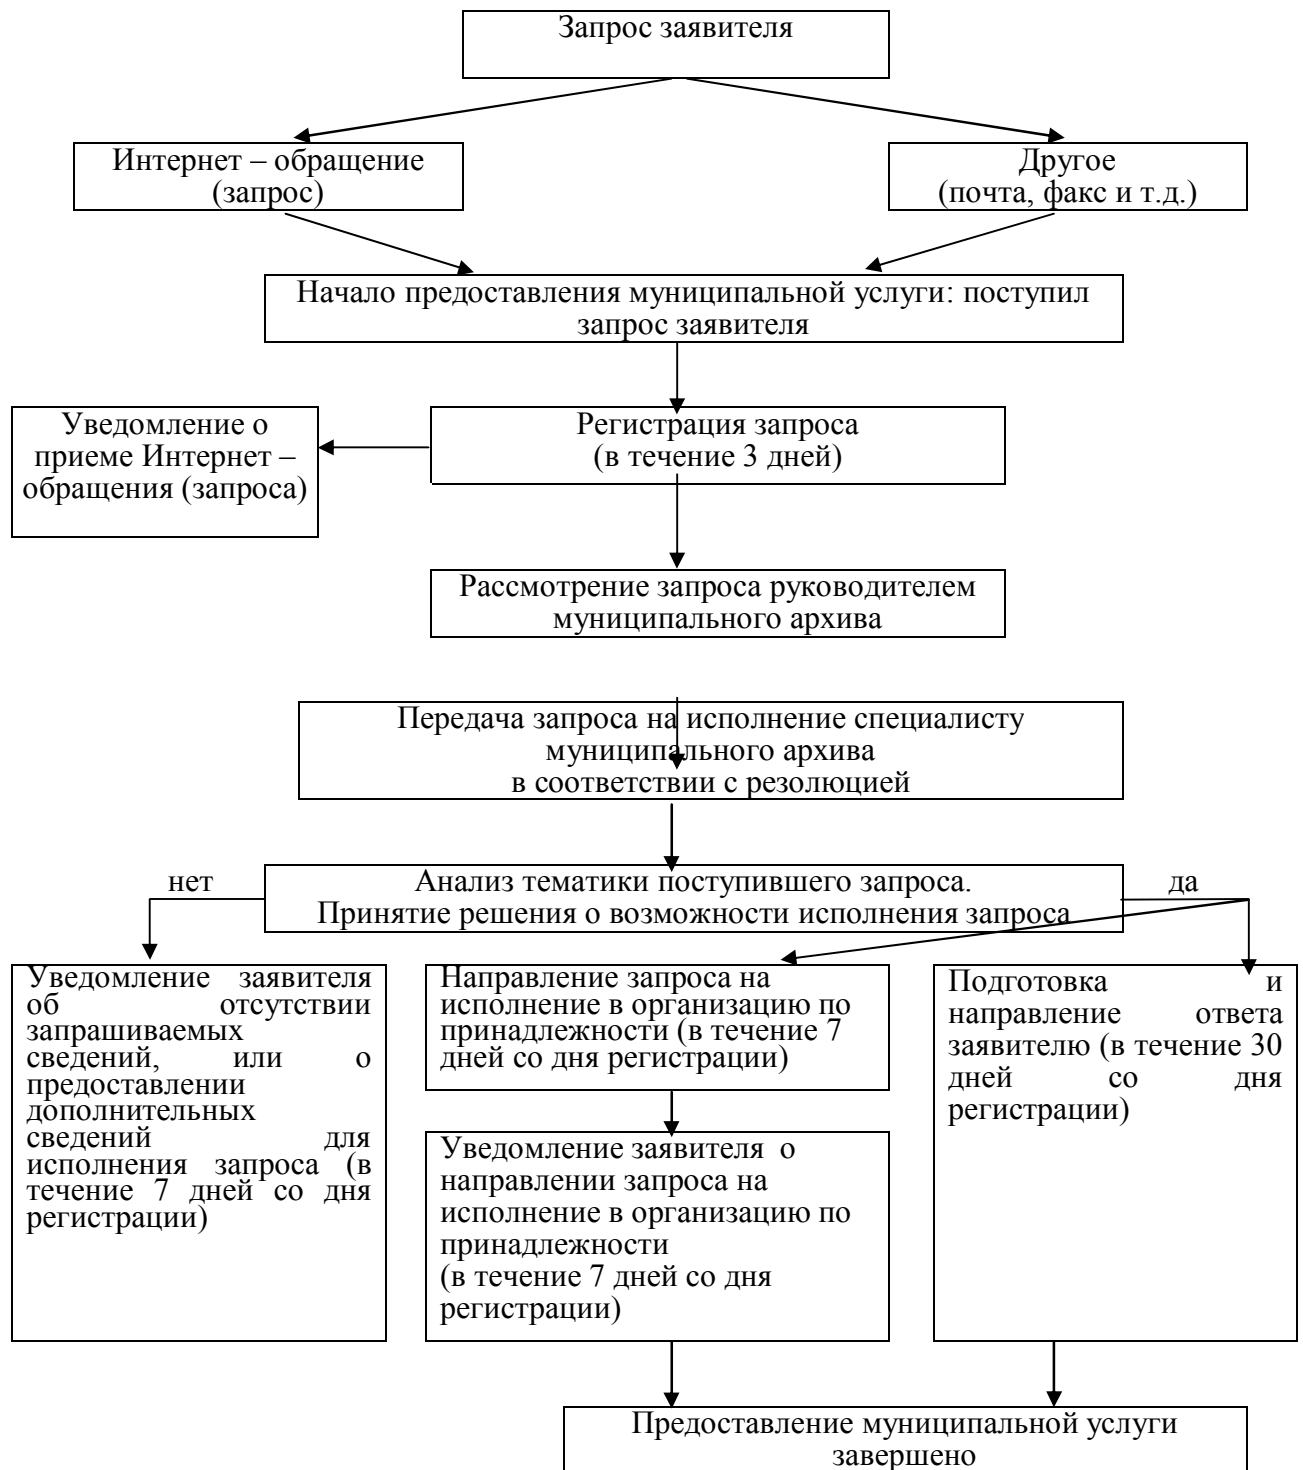 Запрос заявителя
Интернет – обращение
(запрос)
Другое
(почта, факс и т.д.)
Начало предоставления муниципальной услуги: поступил
запрос заявителя
Уведомление о
приеме Интернет –
обращения (запроса)
Регистрация запроса
(в течение 3 дней)
Рассмотрение запроса руководителем
муниципального архива
Передача запроса на исполнение специалисту
муниципального архива
в соответствии с резолюцией
нет
Анализ тематики поступившего запроса.
Принятие решения о возможности исполнения запроса
да
Уведомление заявителя
об отсутствии
запрашиваемых
сведений, или о
предоставлении
дополнительных
сведений для
исполнения запроса (в
течение 7 дней со дня
регистрации)
Направление запроса на
исполнение в организацию по
принадлежности (в течение 7
дней со дня регистрации)
Уведомление заявителя о
направлении запроса на
исполнение в организацию по
принадлежности
(в течение 7 дней со дня
регистрации)
Подготовка и
направление ответа
заявителю (в течение 30
дней со дня
регистрации)
Предоставление муниципальной услуги
завершено